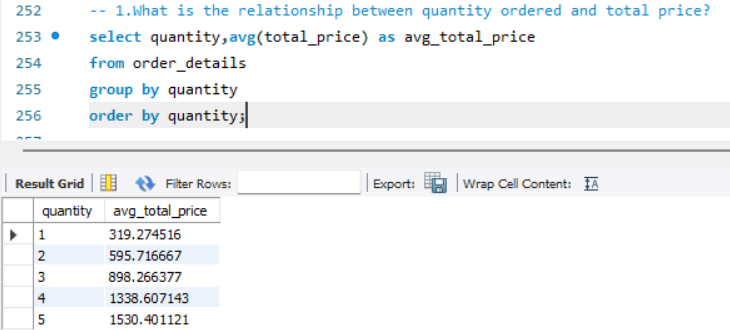 252 -- 1.What is the relationship between quantity ordered and total price?
253 select quantity,avg(total_price) as avg_total_price
254 from order_details
255 group by quantity
256 order by quantity;
Result Grid Filter Rows: Export: Wrap Cell Content: IA
quantity avg_total_price
1 319.274516
2 595.716667
3 898.266377
4 1338.607143
5 1530.401121